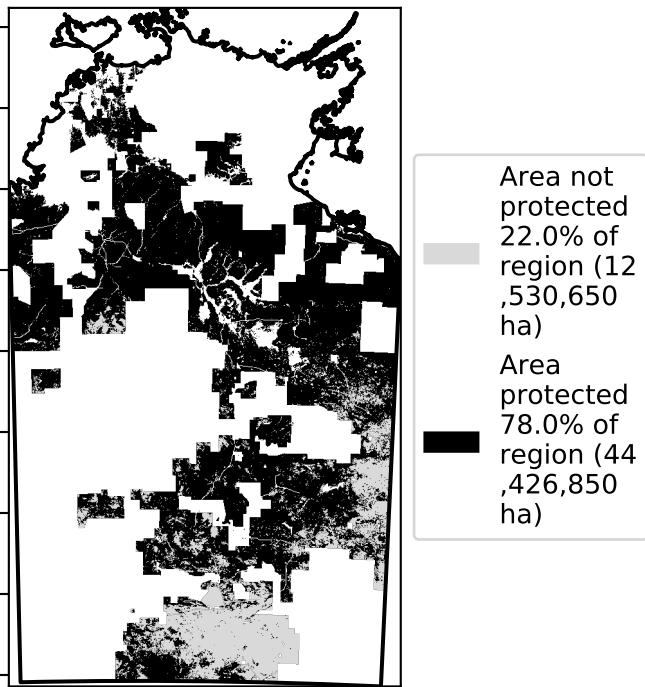 Area not
protected
22.0% of
region (12
,530,650
ha)
Area
protected
78.0% of
region (44
,426,850
ha)